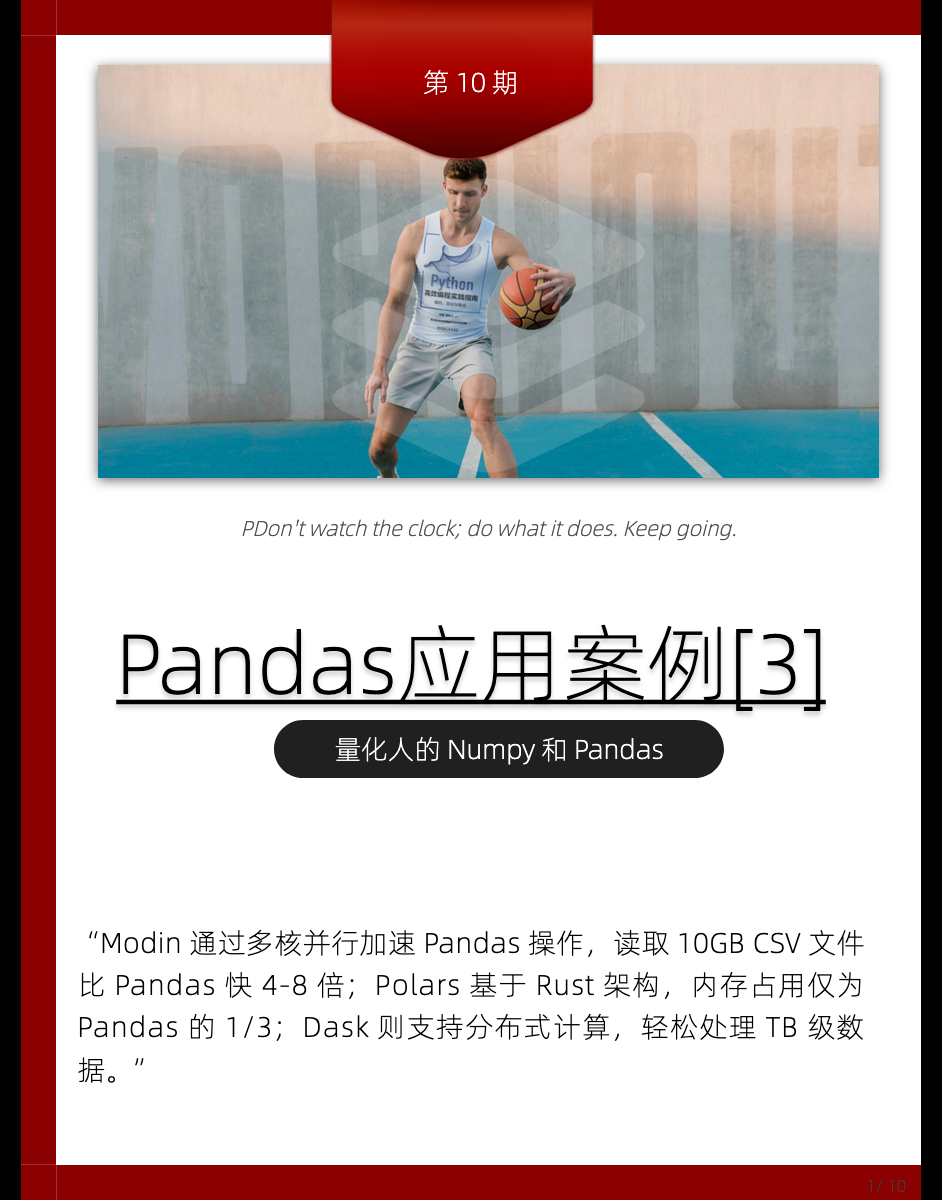 第 10 期
Python
高效编程实践指南
PDon't watch the clock; do what it does. Keep going.
Pandas应用案例[3]
量化人的 Numpy 和 Pandas
“Modin 通过多核并行加速 Pandas 操作，读取 10GB CSV 文件
比 Pandas 快 4-8 倍；Polars 基于 Rust 架构，内存占用仅为
Pandas 的 1/3；Dask 则支持分布式计算，轻松处理 TB 级数
据。”
1/ 10